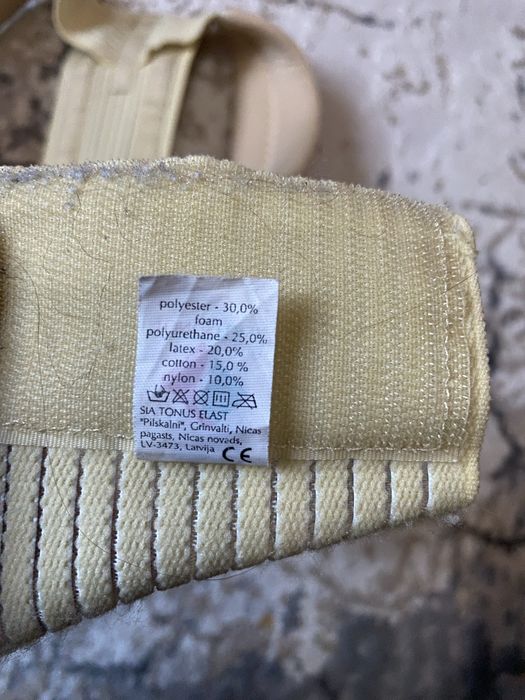 polyester - 30,0%
foam
polyurethane - 25,0%
latex - 20,0%
cotton - 15,0 %
nylon - 10,0%
SIA TONUS ELAST
"Pilskalni", Grīnvalti, Nicas
pagasts, Nicas novads,
LV-3473, Latvija CE